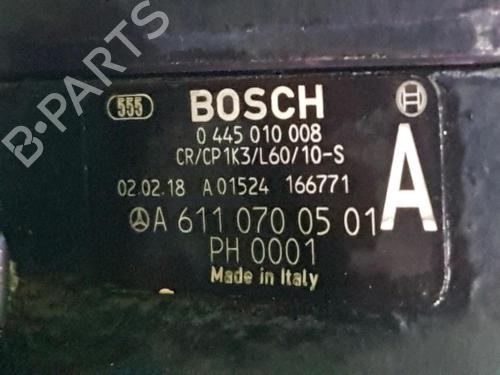 B-PARTS
555 BOSCH
0 445 010 008
CR/CP1K3/L60/10-S
02.02.18 A 01524 166771
A 611 070 05 01 A
PH 0001
Made in Italy